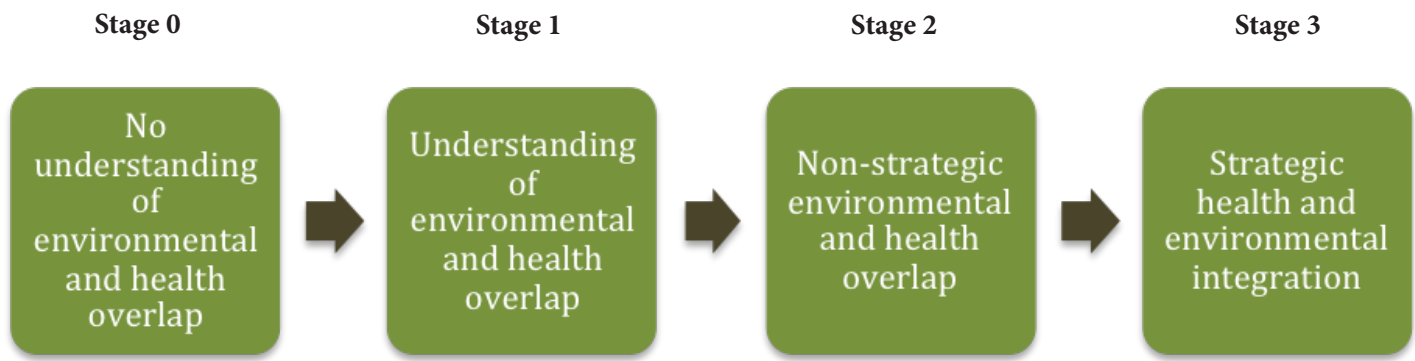 Stage 0
Stage 1
Stage 2
Stage 3
No
understanding
of
environmental
and health
overlap
Understanding
of
environmental
and health
overlap
Non-strategic
environmental
and health
overlap
Strategic
health and
environmental
integration